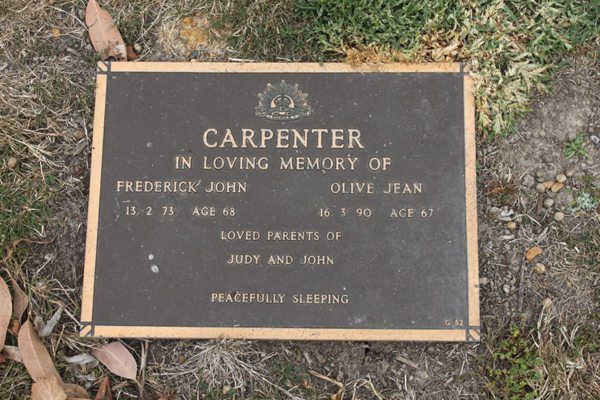 CARPENTER
IN LOVING MEMORY OF
FREDERICK JOHN OLIVE JEAN
13. 2. 73 AGE 68 16. 3. 90 AGE 67
LOVED PARENTS OF
JUDY AND JOHN
PEACEFULLY SLEEPING
G 52